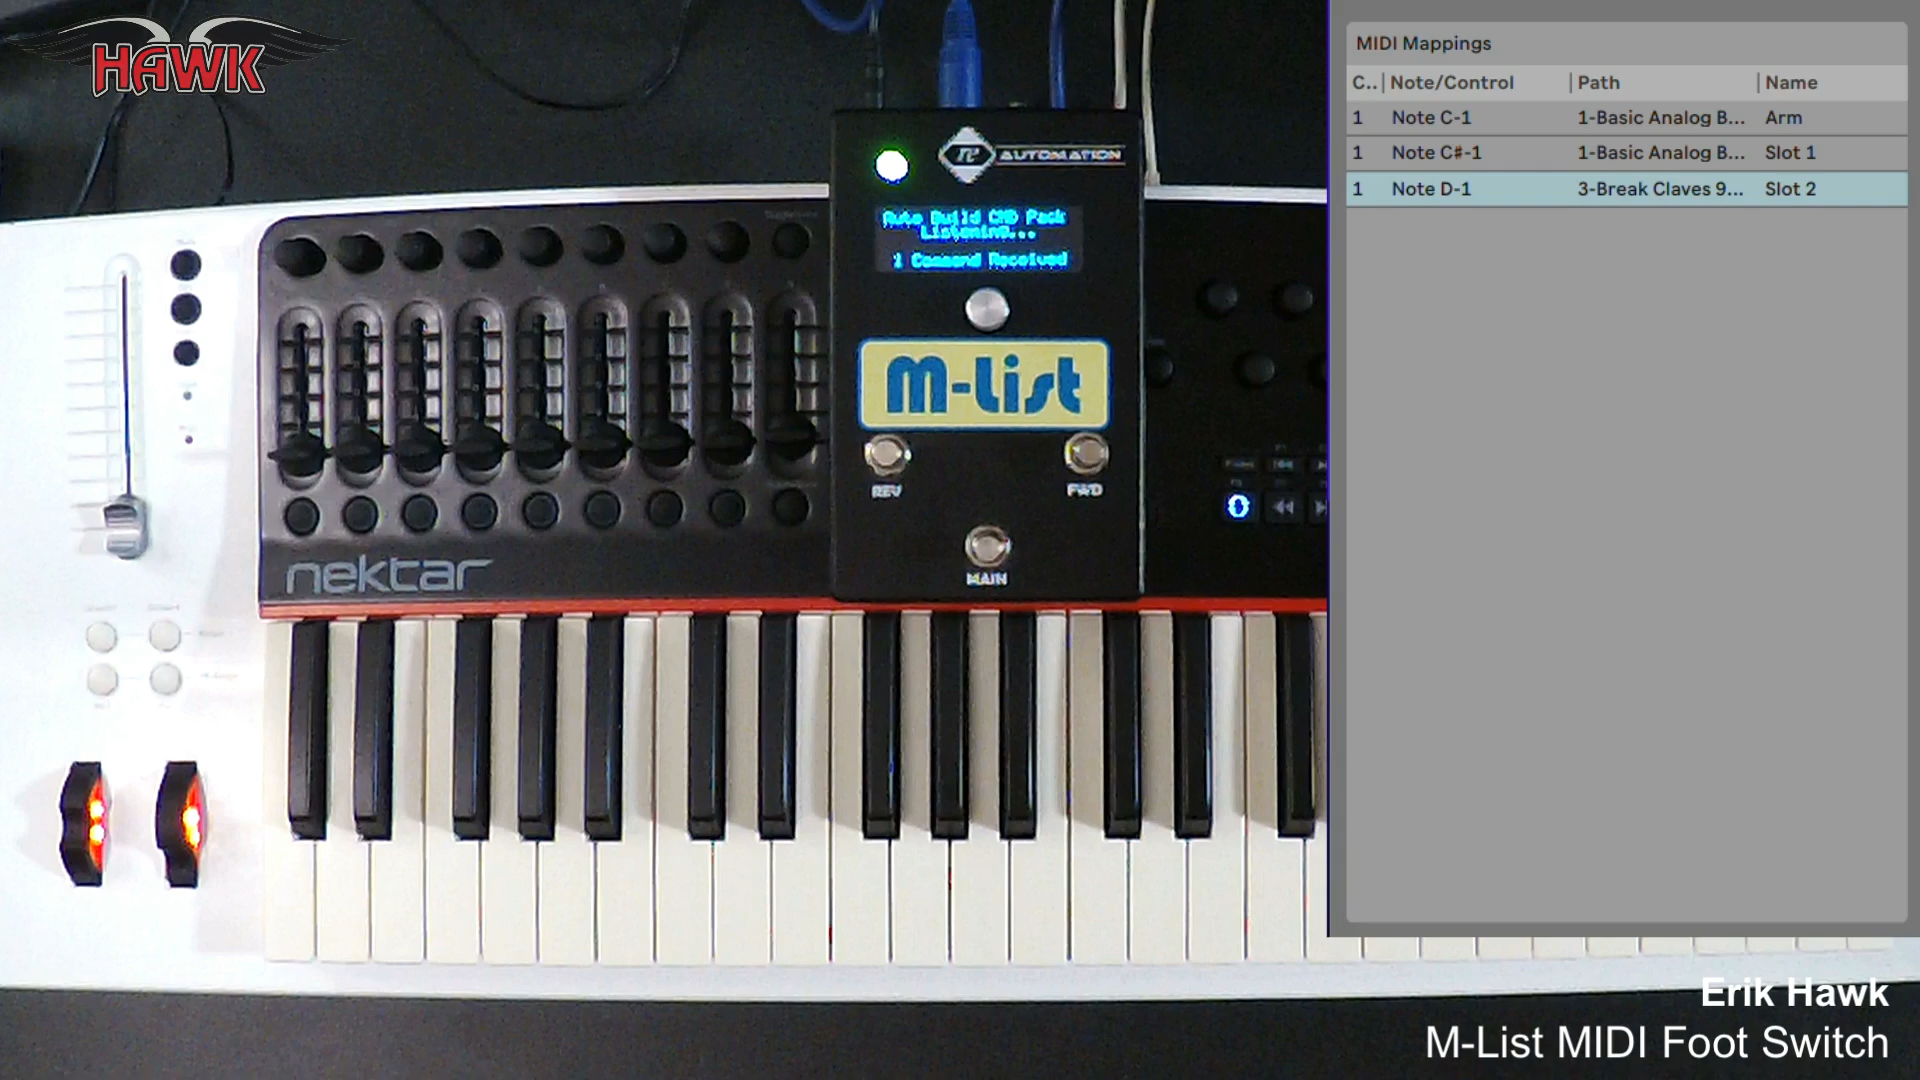 HAWK
AUTOMATION
Auto Build CMD Pack
Listening...
1 Command Received
M-List
REV
FWD
MAIN
nektar
MIDI Mappings
C.. Note/Control Path Name
1 Note C-1 1-Basic Analog B... Arm
1 Note C#-1 1-Basic Analog B... Slot 1
1 Note D-1 3-Break Claves 9... Slot 2
Erik Hawk
M-List MIDI Foot Switch